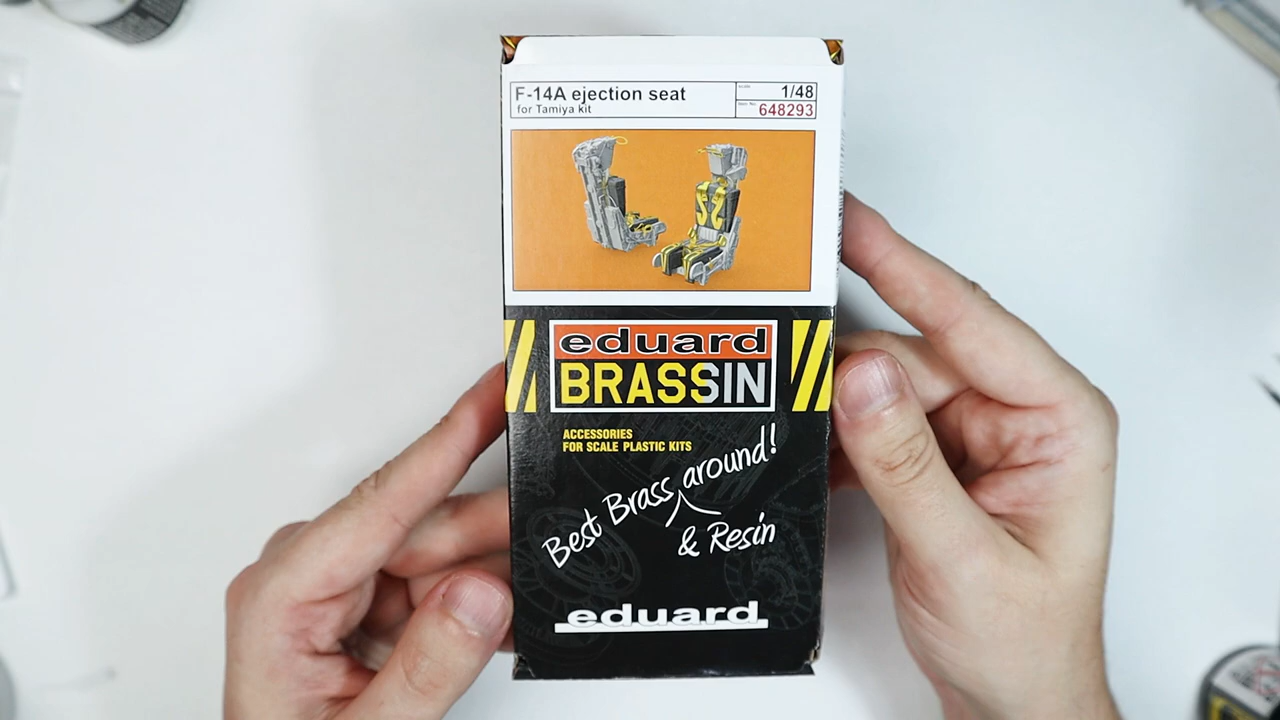 F-14A ejection seat
for Tamiya kit
1/48
648293
eduard
BRASSIN
ACCESSORIES
FOR SCALE PLASTIC KITS
Best Brass around!
& Resin
eduard